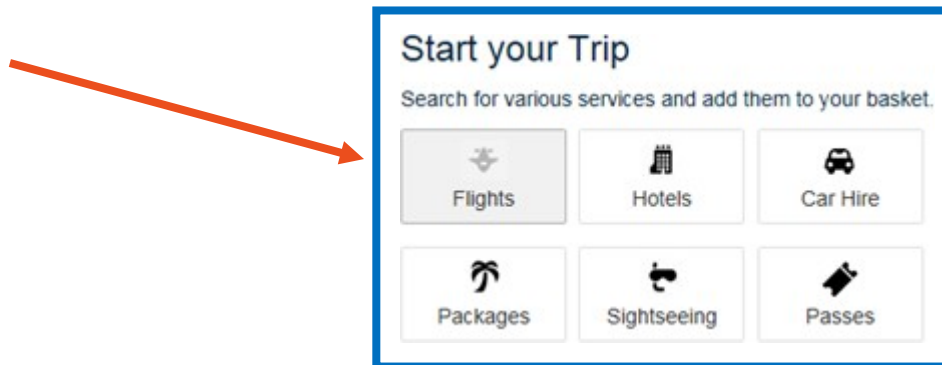 Start your Trip
Search for various services and add them to your basket.
Flights Hotels Car Hire
Packages Sightseeing Passes